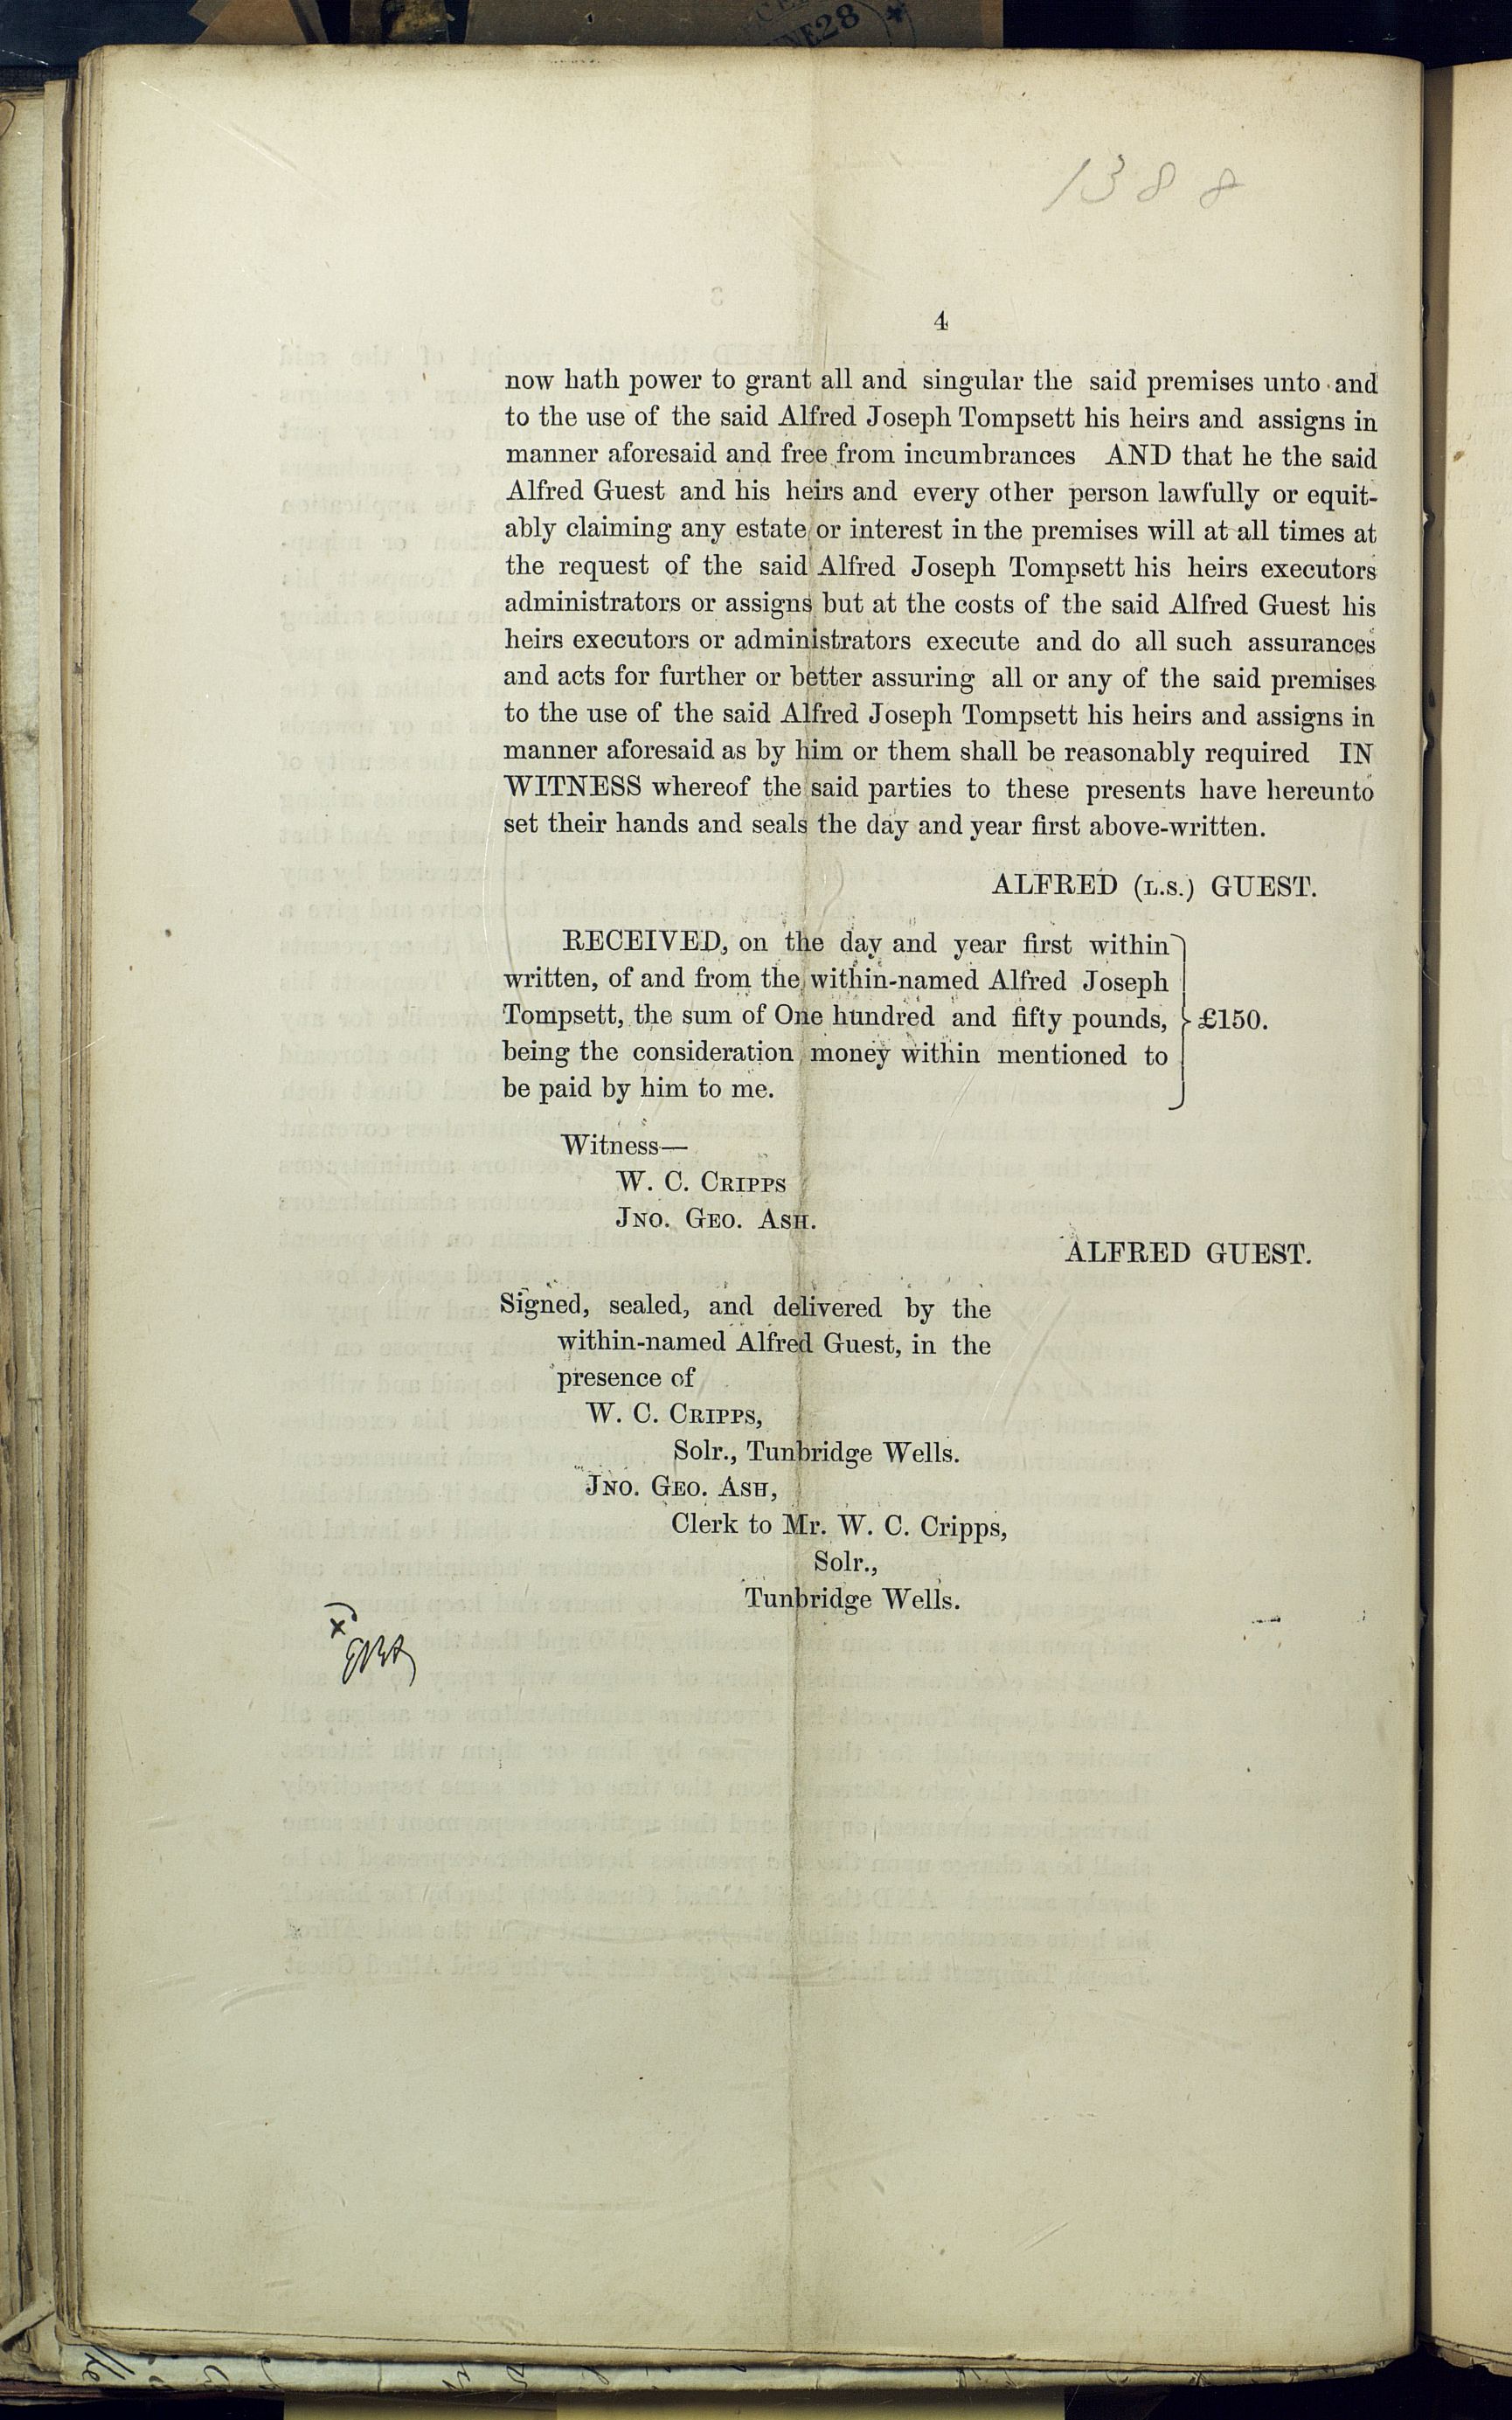 NE28
1388
4
now hath power to grant all and singular the said premises unto and
to the use of the said Alfred Joseph Tompsett his heirs and assigns in
manner aforesaid and free from incumbrances AND that he the said
Alfred Guest and his heirs and every other person lawfully or equit-
ably claiming any estate or interest in the premises will at all times at
the request of the said Alfred Joseph Tompsett his heirs executors
administrators or assigns but at the costs of the said Alfred Guest his
heirs executors or administrators execute and do all such assurances
and acts for further or better assuring all or any of the said premises
to the use of the said Alfred Joseph Tompsett his heirs and assigns in
manner aforesaid as by him or them shall be reasonably required IN
WITNESS whereof the said parties to these presents have hereunto
set their hands and seals the day and year first above-written.
ALFRED (L.S.) GUEST.
RECEIVED, on the day and year first within
written, of and from the within-named Alfred Joseph
Tompsett, the sum of One hundred and fifty pounds, £150.
being the consideration money within mentioned to
be paid by him to me.
Witness—
W. C. CRIPPS
JNO. GEO. ASH.
ALFRED GUEST.
Signed, sealed, and delivered by the
within-named Alfred Guest, in the
presence of
W. C. CRIPPS,
Solr., Tunbridge Wells.
JNO. GEO. ASH,
Clerk to Mr. W. C. Cripps,
Solr.,
Tunbridge Wells.